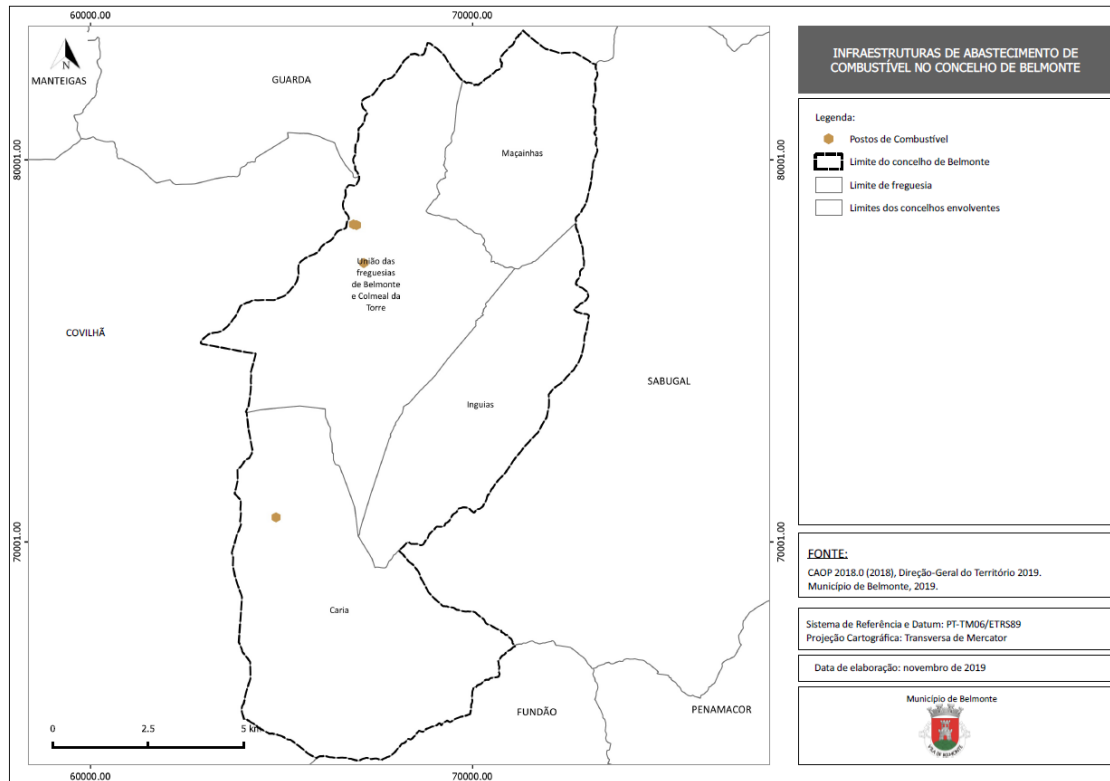 60000.00
70000.00
N
MANTEIGAS
GUARDA
Maçainhas
80001.00
80001.00
União das
freguesias
de Belmonte
e Colmeal da
Torre
COVILHÃ
SABUGAL
Inguias
70001.00
70001.00
Caria
FUNDÃO
PENAMACOR
0
2.5
5 km
60000.00
70000.00
INFRAESTRUTURAS DE ABASTECIMENTO DE
COMBUSTÍVEL NO CONCELHO DE BELMONTE
Legenda:
Postos de Combustível
Limite do concelho de Belmonte
Limite de freguesia
Limites dos concelhos envolventes
FONTE:
CAOP 2018.0 (2018), Direção-Geral do Território 2019.
Município de Belmonte, 2019.
Sistema de Referência e Datum: PT-TM06/ETRS89
Projeção Cartográfica: Transversa de Mercator
Data de elaboração: novembro de 2019
Município de Belmonte
VILA DE BELMONTE